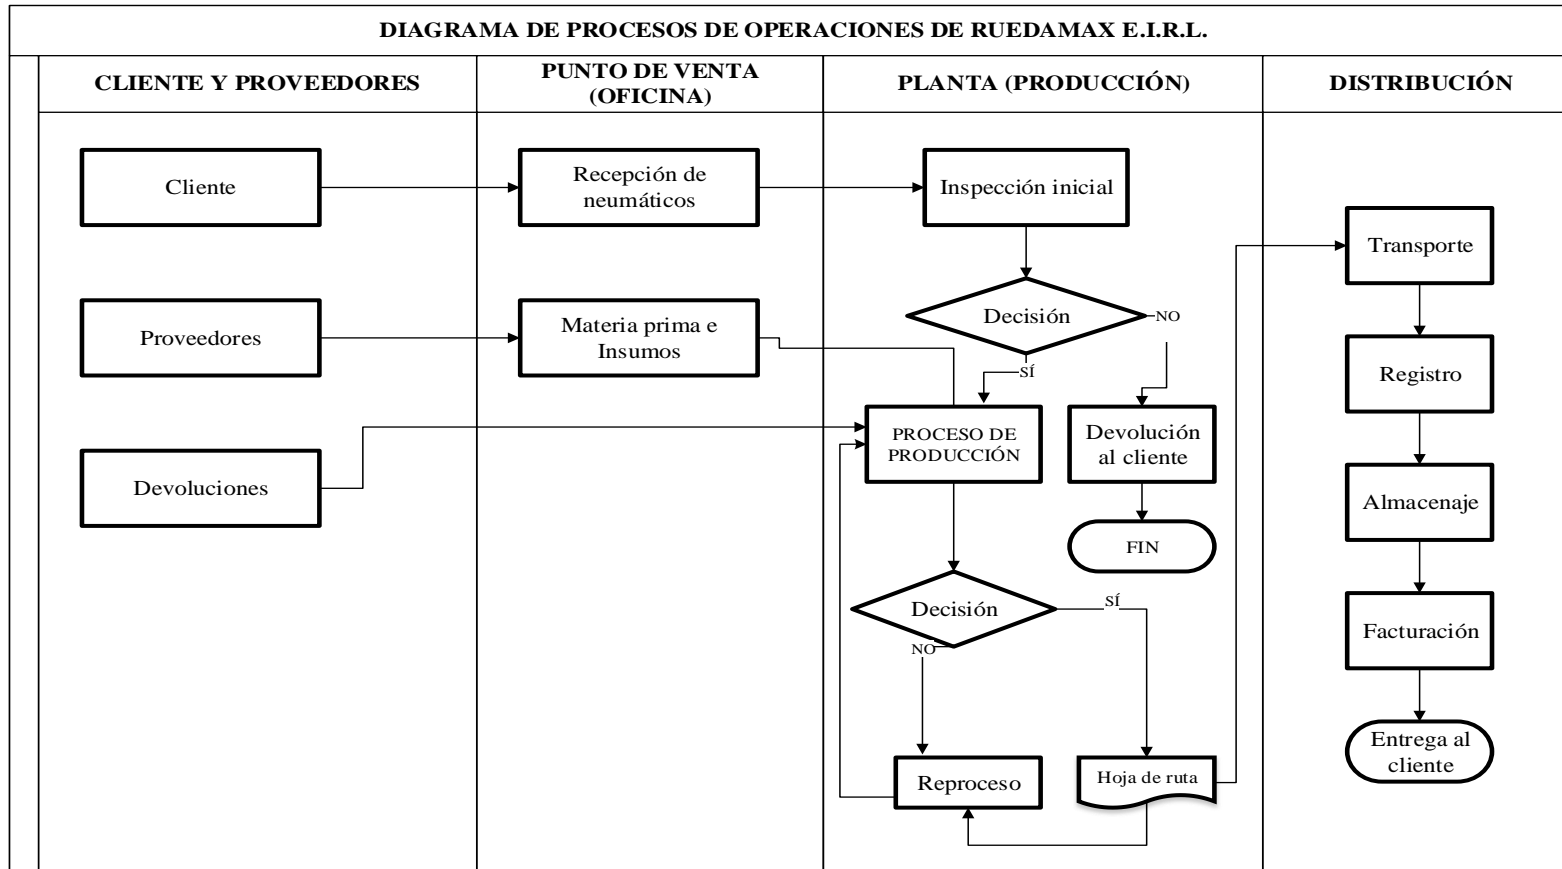 DIAGRAMA DE PROCESOS DE OPERACIONES DE RUEDAMAX E.I.R.L.
CLIENTE Y PROVEEDORES
PUNTO DE VENTA
(OFICINA)
PLANTA (PRODUCCIÓN)
DISTRIBUCIÓN
Cliente
Recepción de
neumáticos
Inspección inicial
Transporte
Proveedores
Materia prima e
Insumos
Decisión
NO
SÍ
Registro
Devoluciones
PROCESO DE
PRODUCCIÓN
Devolución
al cliente
Almacenaje
FIN
Decisión
SÍ
NO
Facturación
Reproceso
Hoja de ruta
Entrega al
cliente